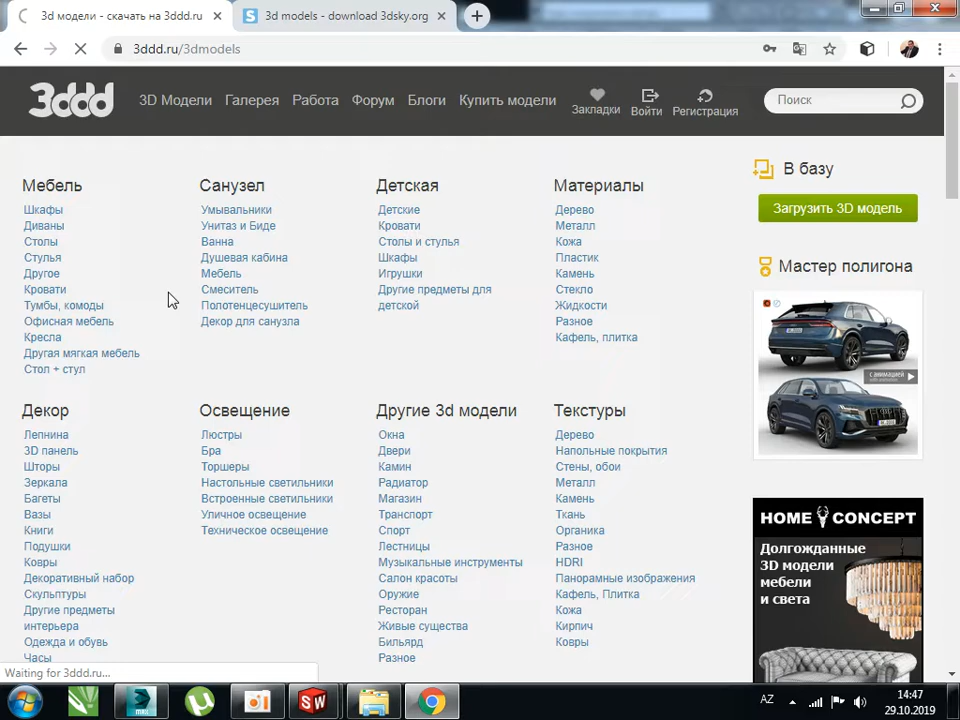 3d модели - скачать на 3ddd.ru
3d models - download 3dsky.org
3ddd.ru/3dmodels
3ddd
3D Модели
Галерея
Работа
Форум
Блоги
Купить модели
Закладки
Войти
Регистрация
Поиск
Мебель
Шкафы
Диваны
Столы
Стулья
Другое
Кровати
Тумбы, комоды
Офисная мебель
Кресла
Другая мягкая мебель
Стол + стул
Санузел
Умывальники
Унитаз и Биде
Ванна
Душевая кабина
Мебель
Смеситель
Полотенцесушитель
Декор для санузла
Детская
Детские
Кровати
Столы и стулья
Шкафы
Игрушки
Другие предметы для
детской
Материалы
Дерево
Металл
Кожа
Пластик
Камень
Стекло
Жидкости
Разное
Кафель, плитка
В базу
Загрузить 3D модель
Мастер полигона
с анимацией
Декор
Лепнина
3D панель
Шторы
Зеркала
Багеты
Вазы
Книги
Подушки
Ковры
Декоративный набор
Скульптуры
Другие предметы
интерьера
Одежда и обувь
Часы
Освещение
Люстры
Бра
Торшеры
Настольные светильники
Встроенные светильники
Уличное освещение
Техническое освещение
Другие 3d модели
Окна
Двери
Камин
Радиатор
Магазин
Транспорт
Спорт
Лестницы
Музыкальные инструменты
Салон красоты
Оружие
Ресторан
Живые существа
Бильярд
Разное
Текстуры
Дерево
Напольные покрытия
Стены, обои
Металл
Камень
Ткань
Органика
Разное
HDRI
Панорамные изображения
Кафель, Плитка
Кожа
Кирпич
Ковры
HOME CONCEPT
Долгожданные
3D модели
мебели
и света
Waiting for 3ddd.ru...
SW
AZ
14:47
29.10.2019